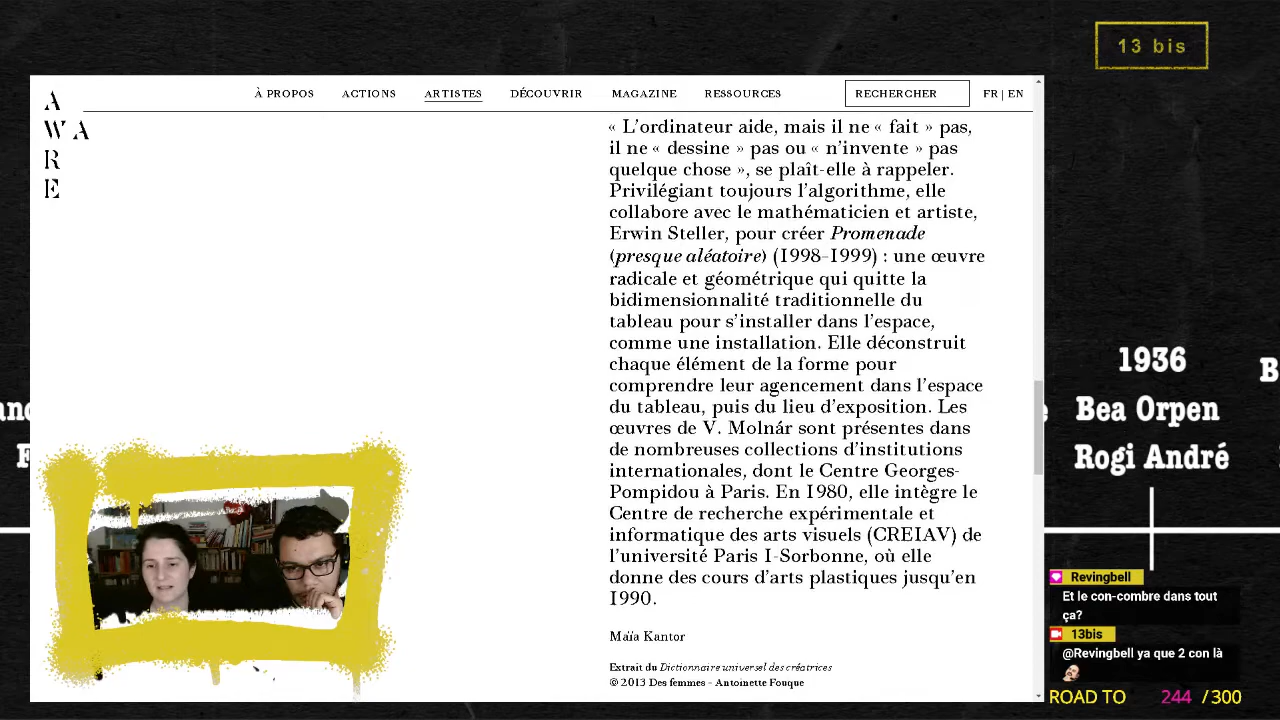 13 bis
A
W A
R
E
À PROPOS
ACTIONS
ARTISTES
DÉCOUVRIR
MAGAZINE
RESSOURCES
RECHERCHER
FR | EN
« L'ordinateur aide, mais il ne « fait » pas,
il ne « dessine » pas ou « n'invente » pas
quelque chose », se plaît-elle à rappeler.
Privilégiant toujours l'algorithme, elle
collabore avec le mathématicien et artiste,
Erwin Steller, pour créer Promenade
(presque aléatoire) (1998-1999) : une œuvre
radicale et géométrique qui quitte la
bidimensionnalité traditionnelle du
tableau pour s'installer dans l'espace,
comme une installation. Elle déconstruit
chaque élément de la forme pour
comprendre leur agencement dans l'espace
du tableau, puis du lieu d'exposition. Les
œuvres de V. Molnár sont présentes dans
de nombreuses collections d'institutions
internationales, dont le Centre Georges-
Pompidou à Paris. En 1980, elle intègre le
Centre de recherche expérimentale et
informatique des arts visuels (CREIAV) de
l'université Paris I-Sorbonne, où elle
donne des cours d'arts plastiques jusqu'en
1990.
Maïa Kantor
Extrait du Dictionnaire universel des créatrices
© 2013 Des femmes – Antoinette Fouque
1936
Bea Orpen
Rogi André
Revingbell
Et le con-combre dans tout
ça?
13bis
@Revingbell ya que 2 con là
ROAD TO 244 / 300